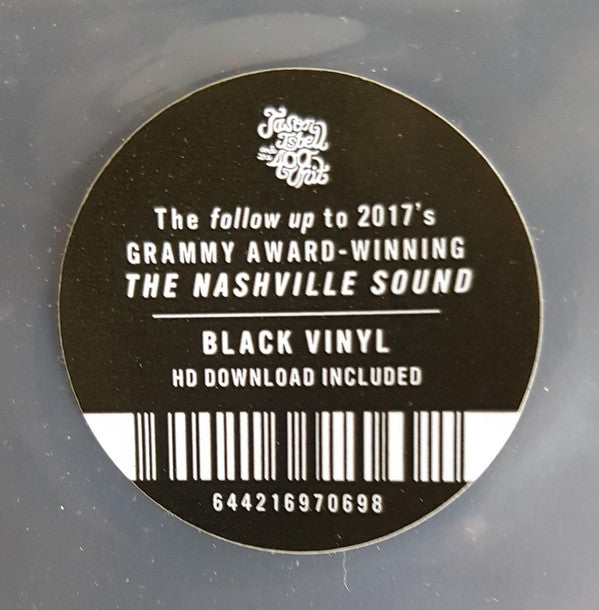 Jason
Isbell
and the 400
Unit
The follow up to 2017's
GRAMMY AWARD-WINNING
THE NASHVILLE SOUND
BLACK VINYL
HD DOWNLOAD INCLUDED
644216970698